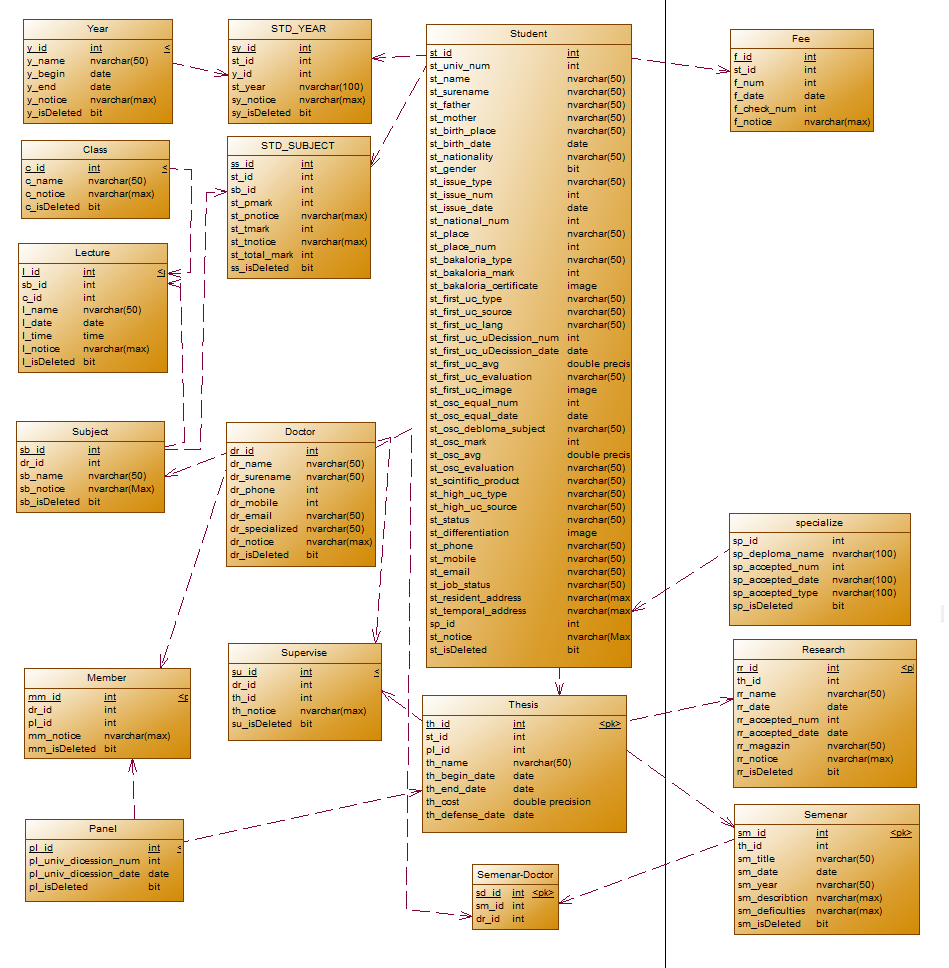 Year
y_id int <
y_name nvarchar(50)
y_begin date
y_end date
y_notice nvarchar(max)
y_isDeleted bit
STD_YEAR
sy_id int
st_id int
y_id int
st_year nvarchar(100)
sy_notice nvarchar(max)
sy_isDeleted bit
Student
st_id int
st_univ_num int
st_name nvarchar(50)
st_surename nvarchar(50)
st_father nvarchar(50)
st_mother nvarchar(50)
st_birth_place nvarchar(50)
st_birth_date date
st_nationality nvarchar(50)
st_gender bit
st_issue_type nvarchar(50)
st_issue_num int
st_issue_date date
st_national_num int
st_place nvarchar(50)
st_place_num int
st_bakaloria_type nvarchar(50)
st_bakaloria_mark int
st_bakaloria_certificate image
st_first_uc_type nvarchar(50)
st_first_uc_source nvarchar(50)
st_first_uc_lang nvarchar(50)
st_first_uc_uDecission_num int
st_first_uc_uDecission_date date
st_first_uc_avg double precis
st_first_uc_evaluation nvarchar(50)
st_first_uc_image image
st_osc_equal_num int
st_osc_equal_date date
st_osc_debloma_subject nvarchar(50)
st_osc_mark int
st_osc_avg double precis
st_osc_evaluation nvarchar(50)
st_scintific_product nvarchar(50)
st_high_uc_type nvarchar(50)
st_high_uc_source nvarchar(50)
st_status nvarchar(50)
st_differentiation image
st_phone nvarchar(50)
st_mobile nvarchar(50)
st_email nvarchar(50)
st_job_status nvarchar(50)
st_resident_address nvarchar(max
st_temporal_address nvarchar(max
sp_id int
st_notice nvarchar(Max
st_isDeleted bit
Fee
f_id int
st_id int
f_num int
f_date date
f_check_num int
f_notice nvarchar(max)
Class
c_id int <
c_name nvarchar(50)
c_notice nvarchar(max)
c_isDeleted bit
STD_SUBJECT
ss_id int
st_id int
sb_id int
st_pmark int
st_pnotice nvarchar(max)
st_tmark int
st_tnotice nvarchar(max)
st_total_mark int
ss_isDeleted bit
Lecture
l_id int <p
sb_id int
c_id int
l_name nvarchar(50)
l_date date
l_time time
l_notice nvarchar(max)
l_isDeleted bit
Subject
sb_id int
dr_id int
sb_name nvarchar(50)
sb_notice nvarchar(Max)
sb_isDeleted bit
Doctor
dr_id int
dr_name nvarchar(50)
dr_surename nvarchar(50)
dr_phone int
dr_mobile int
dr_email nvarchar(50)
dr_specialized nvarchar(50)
dr_notice nvarchar(max)
dr_isDeleted bit
specialize
sp_id int
sp_deploma_name nvarchar(100)
sp_accepted_num int
sp_accepted_date nvarchar(100)
sp_accepted_type nvarchar(100)
sp_isDeleted bit
Member
mm_id int <p
dr_id int
pl_id int
mm_notice nvarchar(max)
mm_isDeleted bit
Supervise
su_id int <
dr_id int
th_id int
th_notice nvarchar(max)
su_isDeleted bit
Thesis
th_id int <pk>
st_id int
pl_id int
th_name nvarchar(50)
th_begin_date date
th_end_date date
th_cost double precision
th_defense_date date
Research
rr_id int <pl
th_id int
rr_name nvarchar(50)
rr_date date
rr_accepted_num int
rr_accepted_date date
rr_magazin nvarchar(50)
rr_notice nvarchar(max)
rr_isDeleted bit
Panel
pl_id int <
pl_univ_dicession_num int
pl_univ_dicession_date date
pl_isDeleted bit
Semenar-Doctor
sd_id int <pk>
sm_id int
dr_id int
Semenar
sm_id int <pk>
th_id int
sm_title nvarchar(50)
sm_date date
sm_year nvarchar(50)
sm_describtion nvarchar(max)
sm_deficulties nvarchar(max)
sm_isDeleted bit